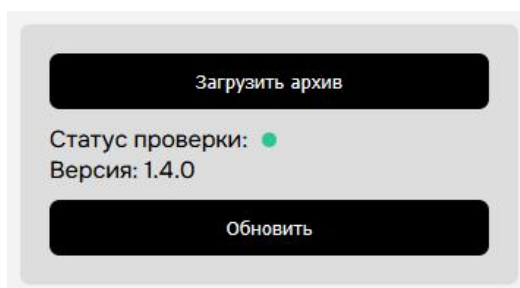 Загрузить архив
Статус проверки:
Версия: 1.4.0
Обновить